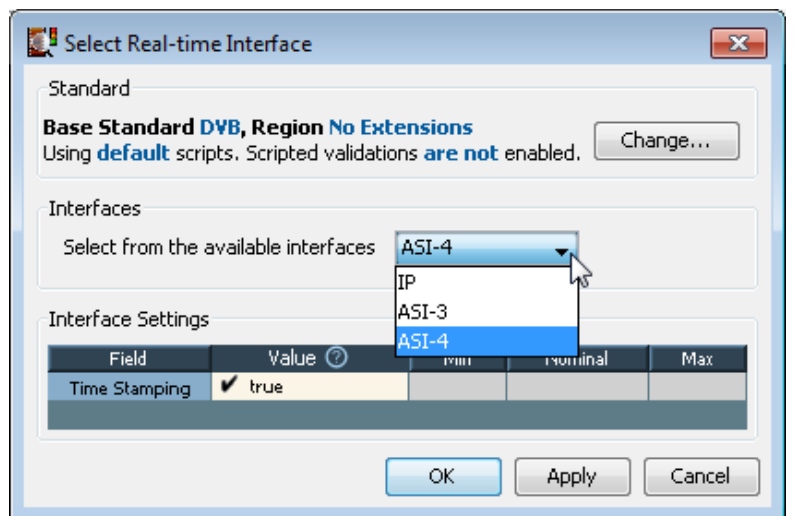 Select Real-time Interface
Standard
Base Standard DVB, Region No Extensions
Using default scripts. Scripted validations are not enabled.
Change...
Interfaces
Select from the available interfaces
ASI-4
IP
ASI-3
ASI-4
Interface Settings
Field Value ? Min Nominal Max
Time Stamping true
OK Apply Cancel